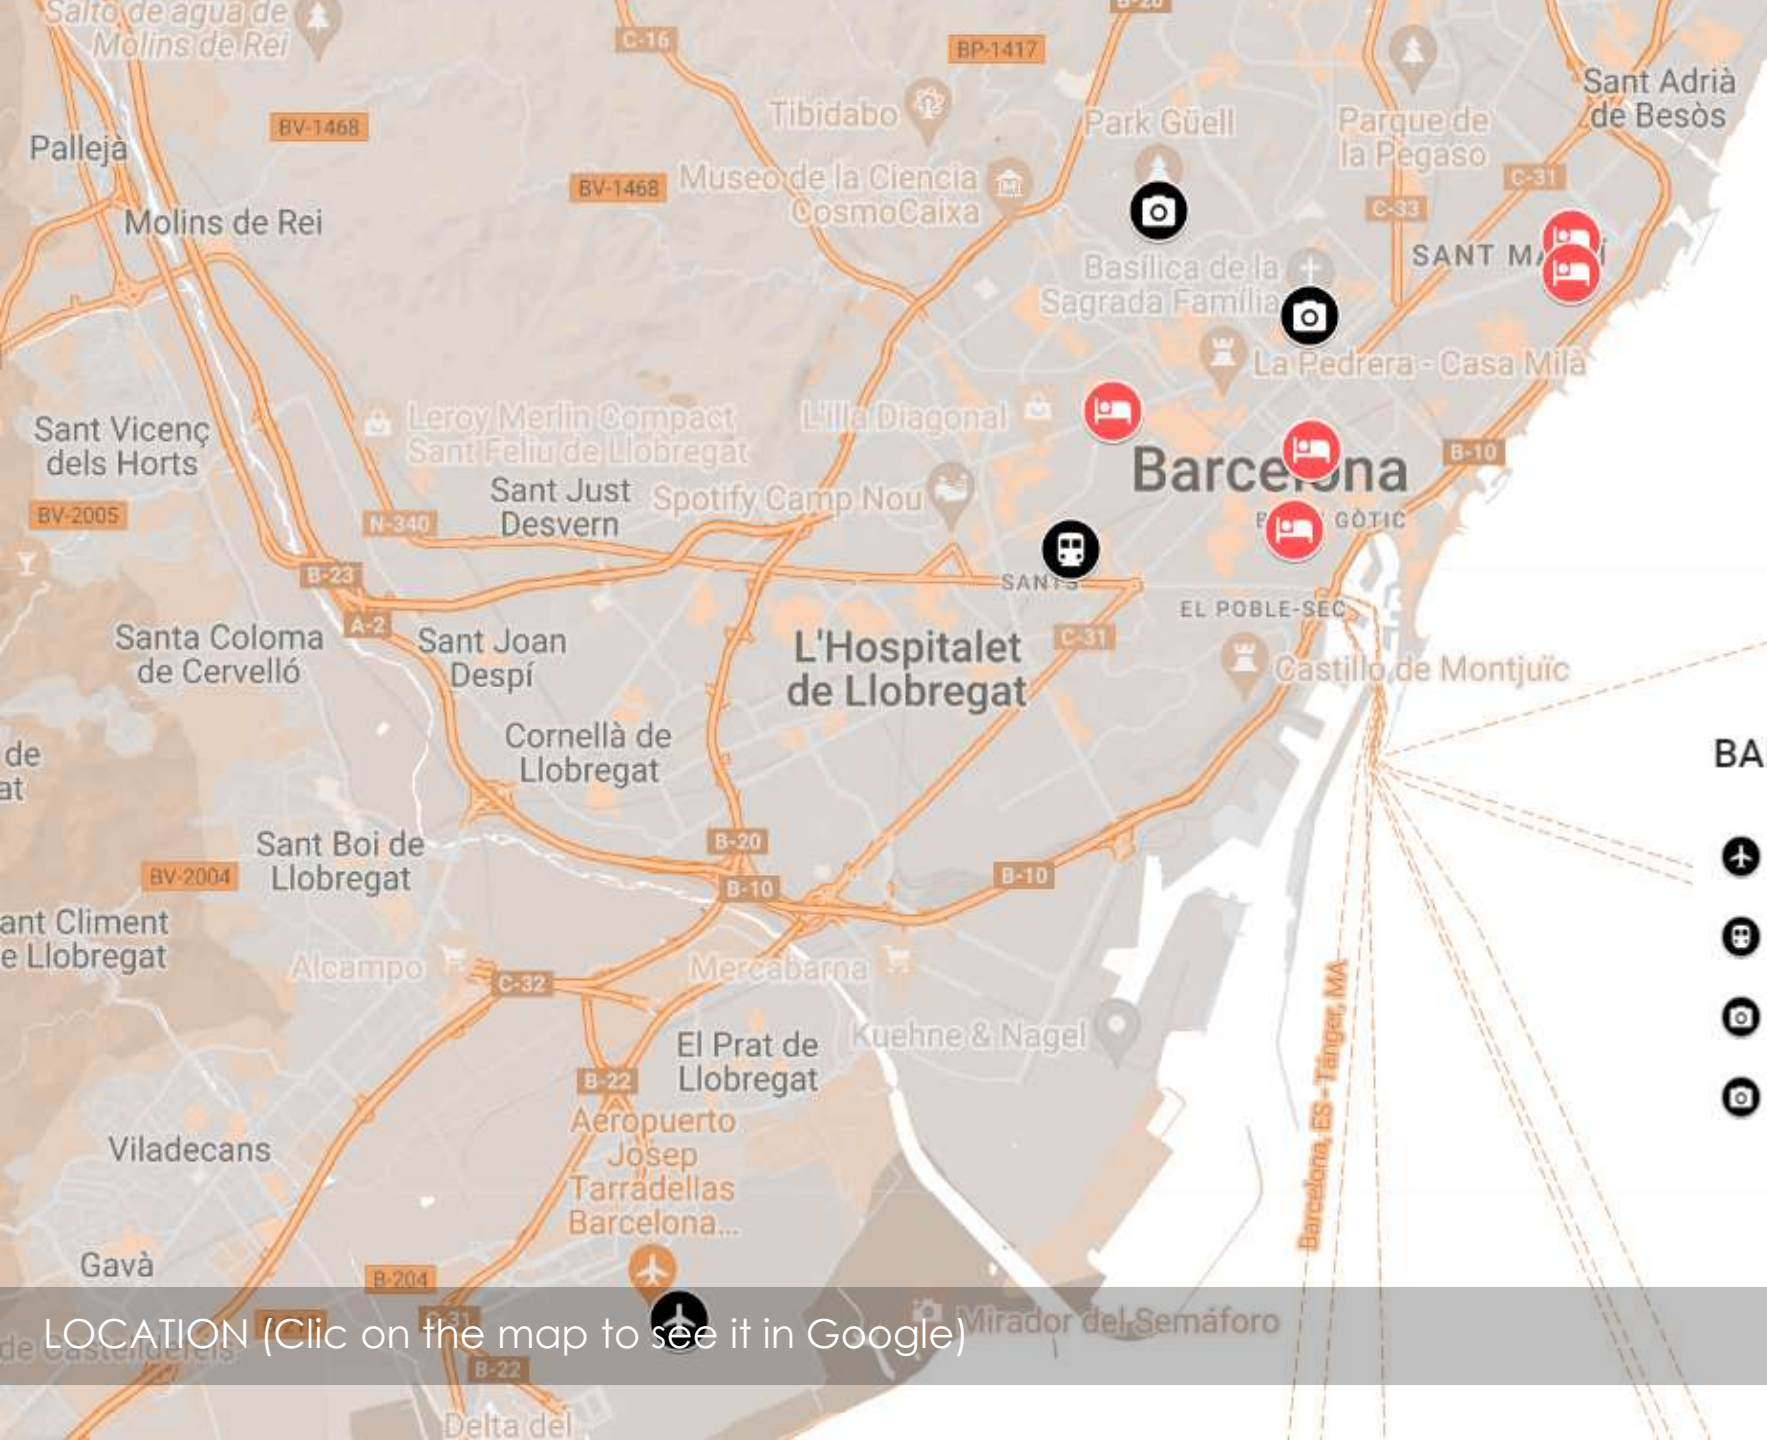 Salto de agua de
Molins de Rei
C-16
BP-1417
B-20
Sant Adrià
de Besòs
Tibidabo
Park Güell
Parque de
la Pegaso
BV-1468
Pallejà
BV-1468
Museo de la Ciencia
CosmoCaixa
C-31
C-33
Molins de Rei
SANT MA Í
Basílica de la
Sagrada Família
La Pedrera - Casa Milà
Leroy Merlin Compact
Sant Feliu de Llobregat
L'Illa Diagonal
Sant Vicenç
dels Horts
Barcelona
B-10
BV-2005
N-340
Sant Just
Desvern
Spotify Camp Nou
GÒTIC
B-23
SANTS
EL POBLE-SEC
A-2
Santa Coloma
de Cervelló
Sant Joan
Despí
L'Hospitalet
de Llobregat
C-31
Castillo de Montjuïc
Cornellà de
Llobregat
de
at
BA
B-20
Sant Boi de
Llobregat
BV-2004
B-10
B-10
ant Climent
e Llobregat
Alcampo
C-32
Mercabarna
Kuehne & Nagel
El Prat de
Llobregat
B-22
Barcelona, ES - Tánger, MA
Aeropuerto
Josep
Tarradellas
Barcelona...
Viladecans
Gavà
B-204
C-31
Mirador del Semáforo
LOCATION (Clic on the map to see it in Google)
B-22
Delta del